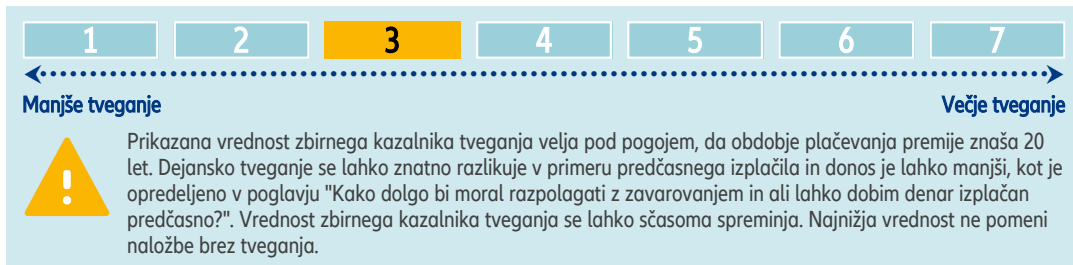 1 2 3 4 5 6 7
Manjše tveganje Večje tveganje
Prikazana vrednost zbirnega kazalnika tveganja velja pod pogojem, da obdobje plačevanja premije znaša 20
let. Dejansko tveganje se lahko znatno razlikuje v primeru predčasnega izplačila in donos je lahko manjši, kot je
opredeljeno v poglavju "Kako dolgo bi moral razpolagati z zavarovanjem in ali lahko dobim denar izplačan
predčasno?". Vrednost zbirnega kazalnika tveganja se lahko sčasoma spreminja. Najnižja vrednost ne pomeni
naložbe brez tveganja.